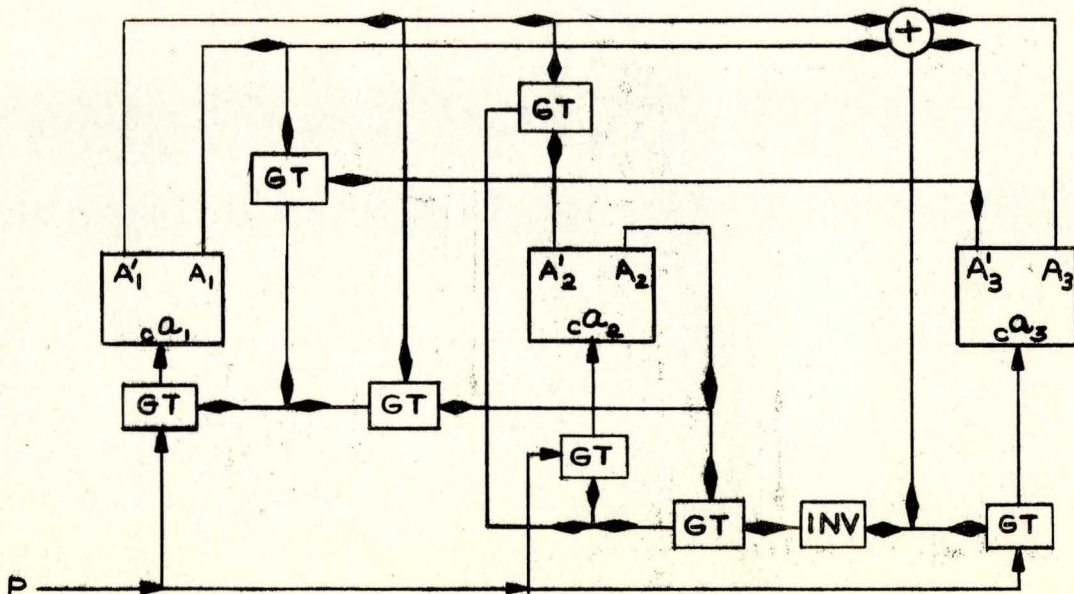 +
GT
GT
A'₁ A₁
ca₁
A'₂ A₂
ca₂
A'₃ A₃
ca₃
GT
GT
GT
GT
INV
GT
P